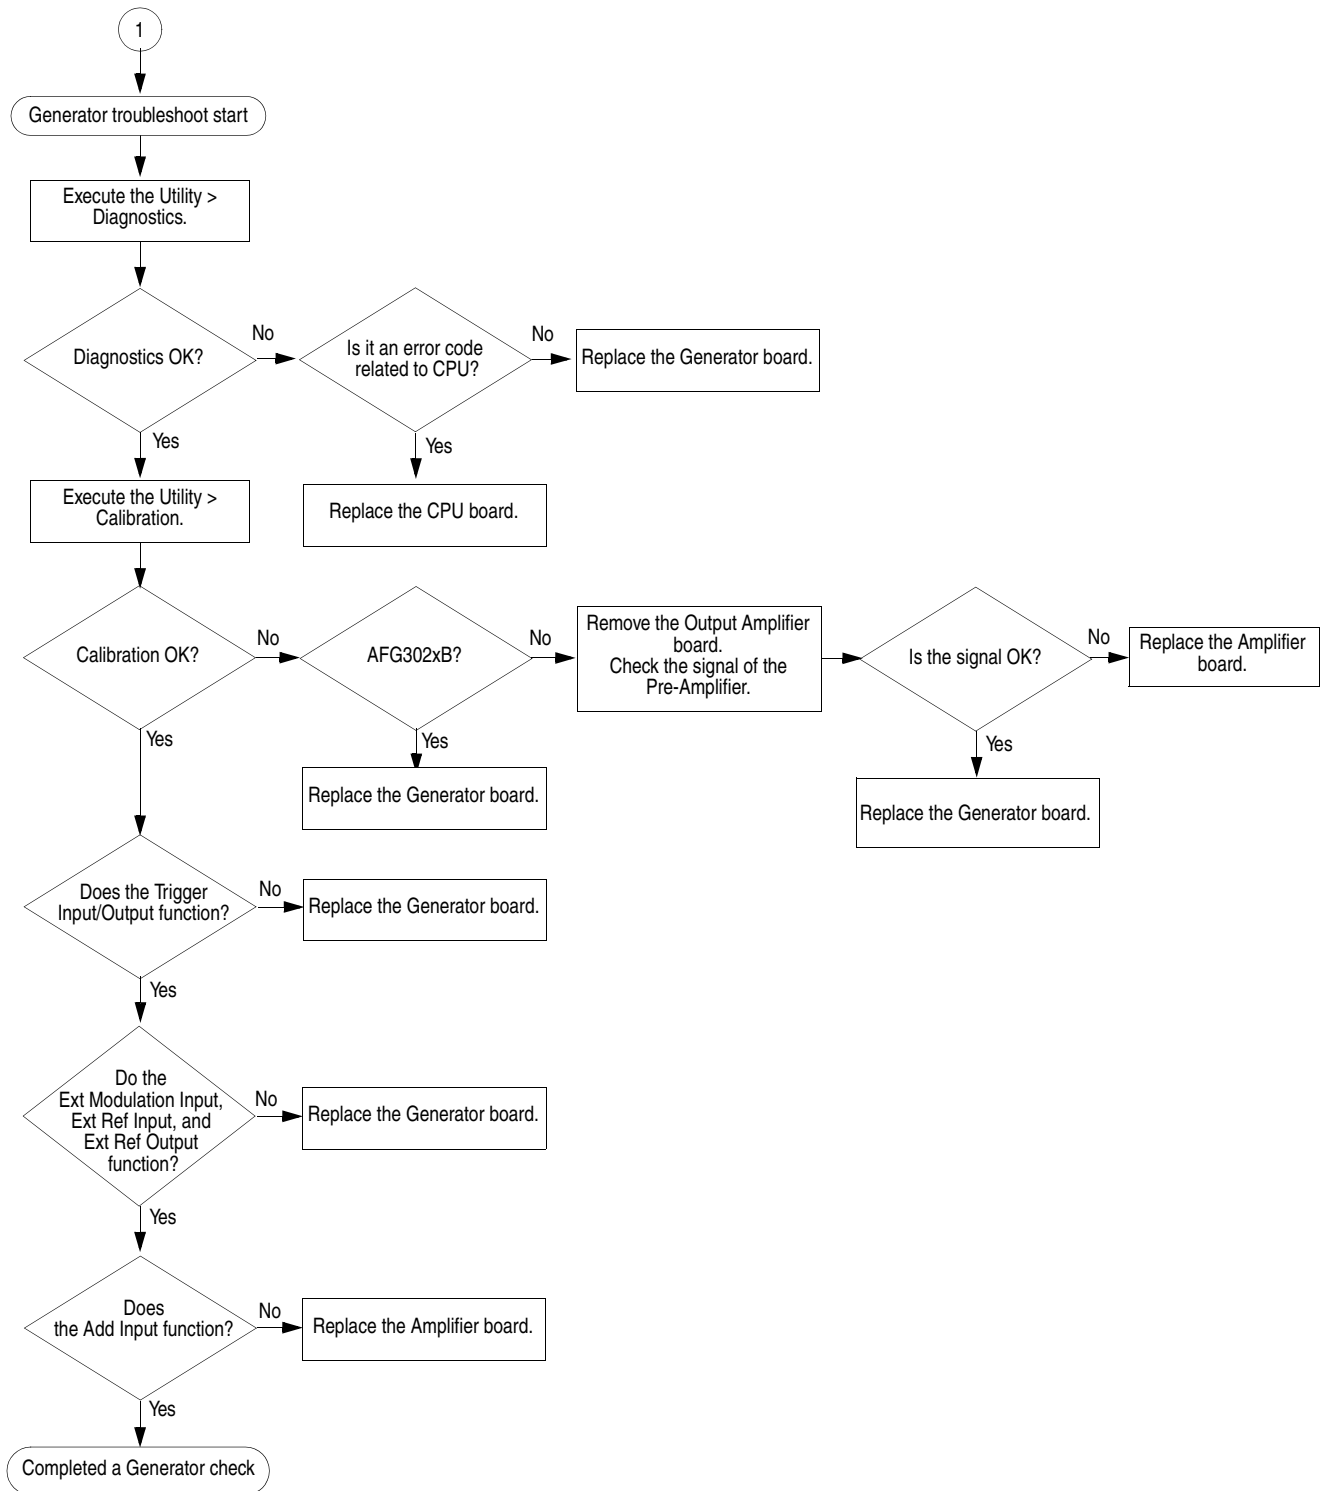 1
Generator troubleshoot start
Execute the Utility >
Diagnostics.
Diagnostics OK?
No
Is it an error code
related to CPU?
No
Replace the Generator board.
Yes
Yes
Execute the Utility >
Calibration.
Replace the CPU board.
Calibration OK?
No
AFG302xB?
No
Remove the Output Amplifier
board.
Check the signal of the
Pre-Amplifier.
Is the signal OK?
No
Replace the Amplifier
board.
Yes
Yes
Replace the Generator board.
Yes
Replace the Generator board.
Does the Trigger
Input/Output function?
No
Replace the Generator board.
Yes
Do the
Ext Modulation Input,
Ext Ref Input, and
Ext Ref Output
function?
No
Replace the Generator board.
Yes
Does
the Add Input function?
No
Replace the Amplifier board.
Yes
Completed a Generator check